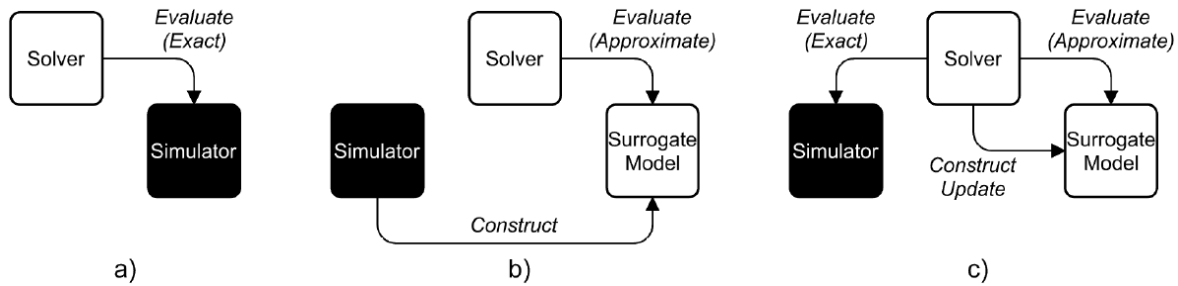 Evaluate
(Exact)
Solver
Simulator
a)
Evaluate
(Approximate)
Solver
Simulator
Surrogate
Model
Construct
b)
Evaluate
(Exact)
Evaluate
(Approximate)
Solver
Simulator
Surrogate
Model
Construct
Update
c)